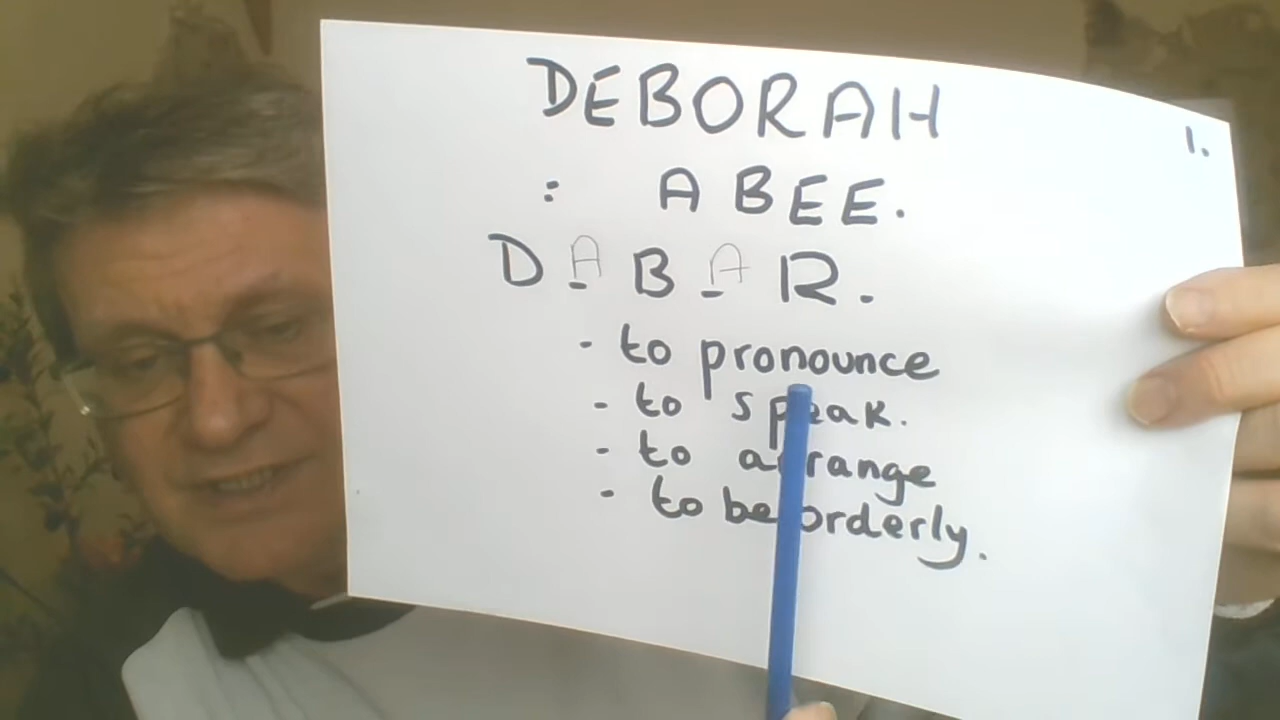 DEBORAH
1.
: A BEE.
DABAR.
- to pronounce
- to speak.
- to arrange
- to be orderly.